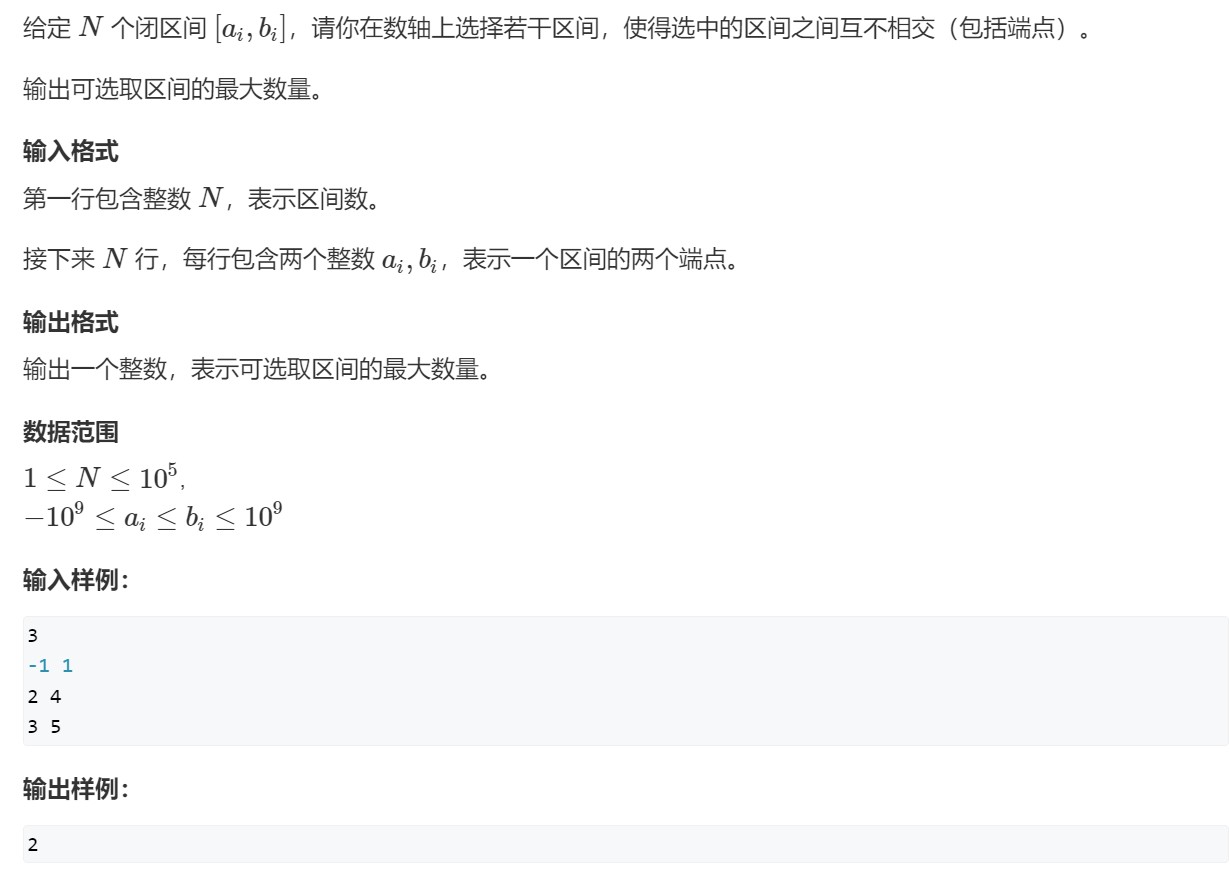 给定 N 个闭区间 [a_i, b_i]，请你在数轴上选择若干区间，使得选中的区间之间互不相交（包括端点）。
输出可选取区间的最大数量。
输入格式
第一行包含整数 N，表示区间数。
接下来 N 行，每行包含两个整数 a_i, b_i，表示一个区间的两个端点。
输出格式
输出一个整数，表示可选取区间的最大数量。
数据范围
1 ≤ N ≤ 10^5,
−10^9 ≤ a_i ≤ b_i ≤ 10^9
输入样例：
3
-1 1
2 4
3 5
输出样例：
2